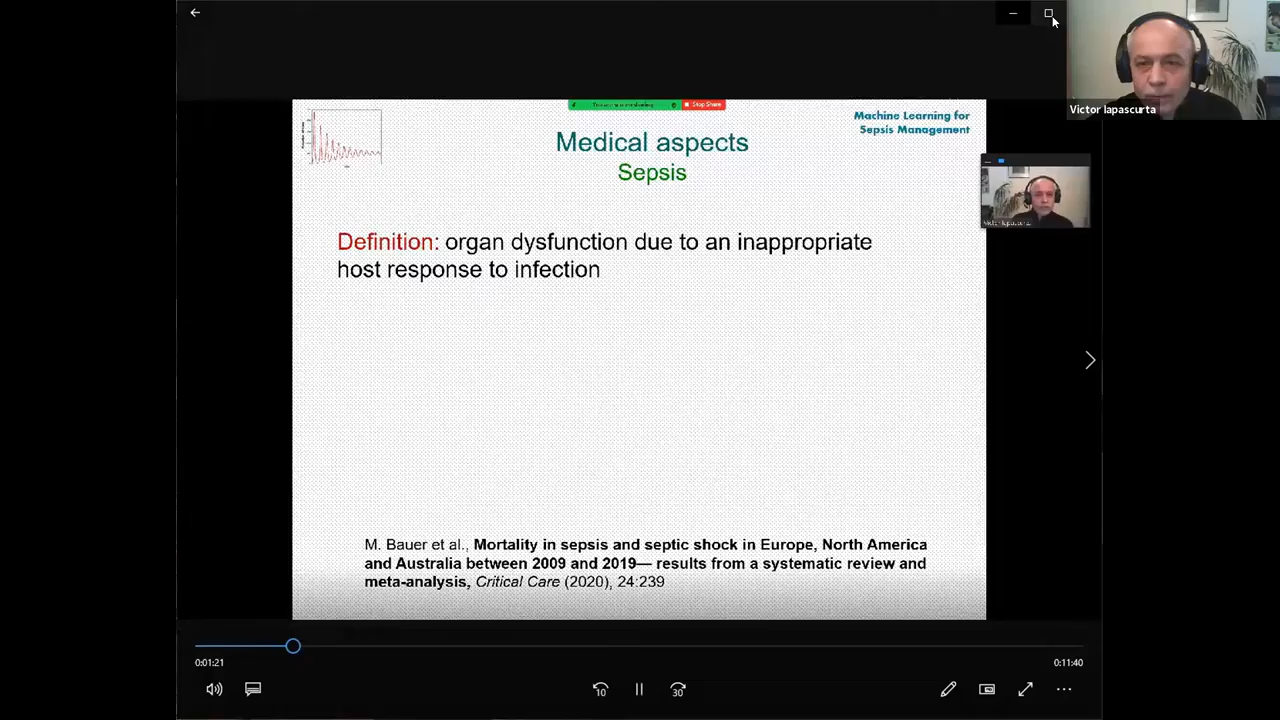 Victor Iapascurta
Stop Share
Machine Learning for
Sepsis Management
Medical aspects
Sepsis
Definition: organ dysfunction due to an inappropriate
host response to infection
M. Bauer et al., Mortality in sepsis and septic shock in Europe, North America
and Australia between 2009 and 2019— results from a systematic review and
meta-analysis, Critical Care (2020), 24:239
0:01:21
0:11:40
10
30